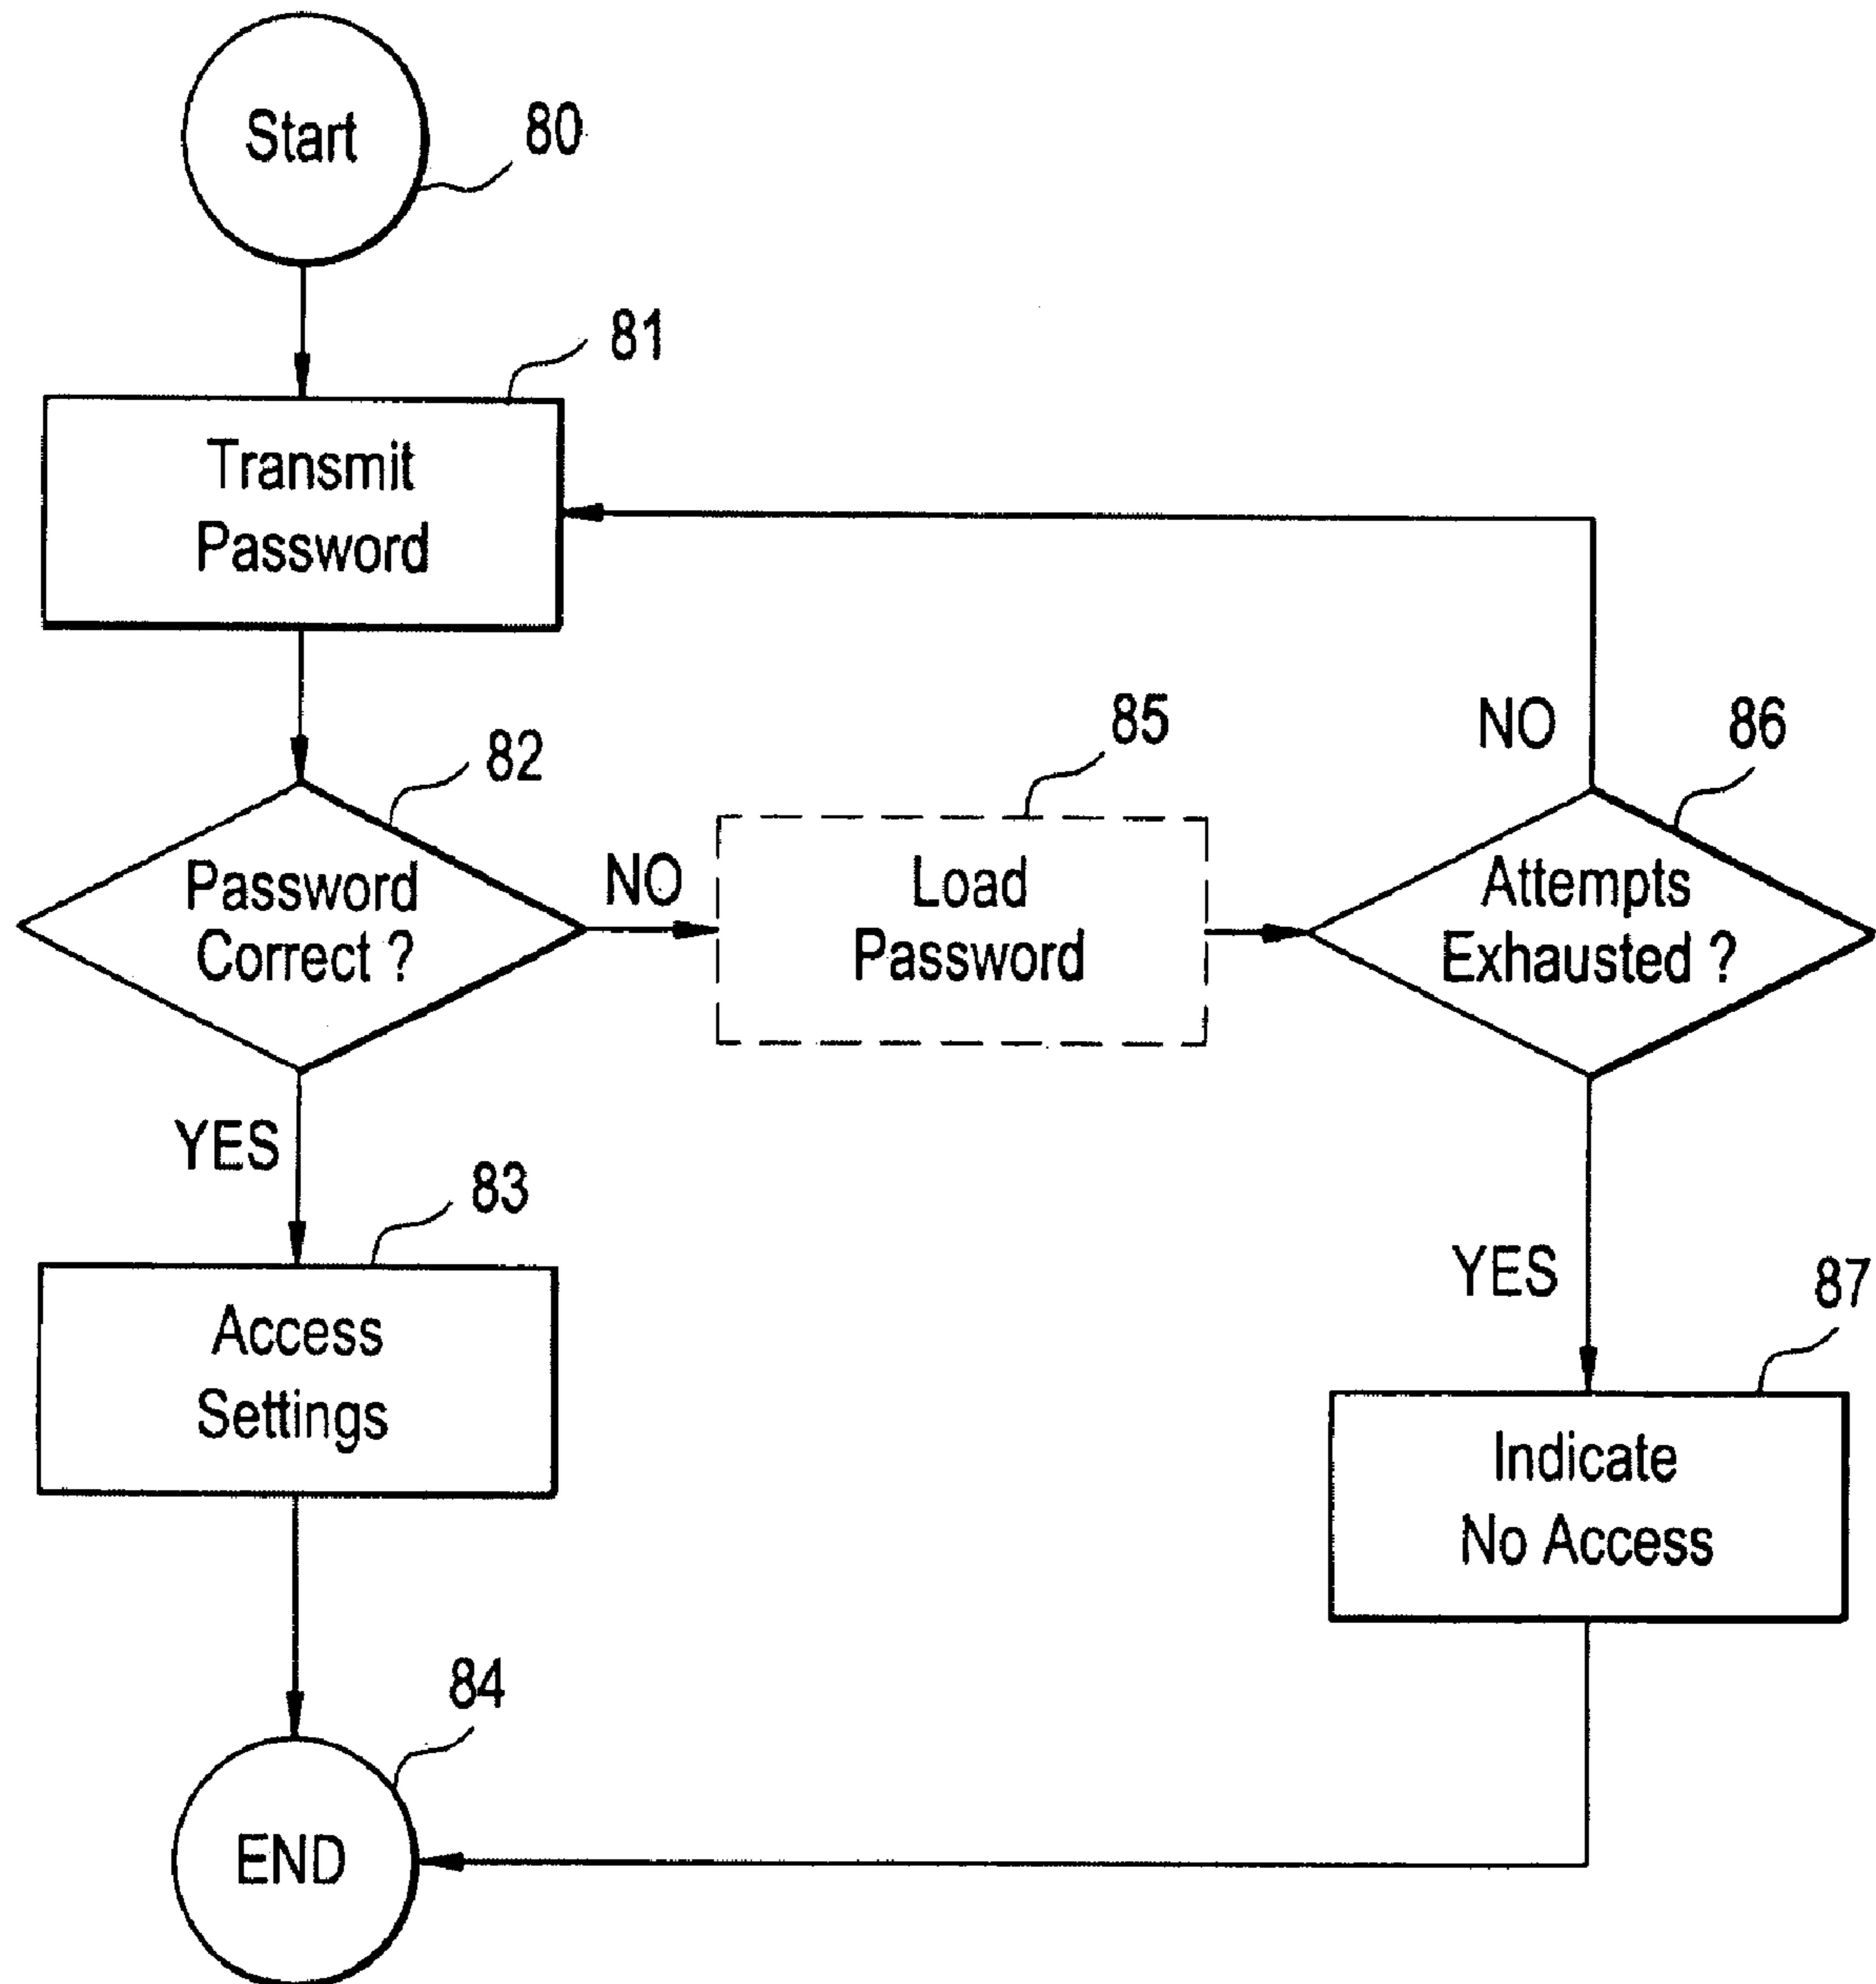 Start
80
81
Transmit
Password
82
Password
Correct ?
NO
85
Load
Password
NO
86
Attempts
Exhausted ?
YES
83
Access
Settings
YES
87
Indicate
No Access
84
END